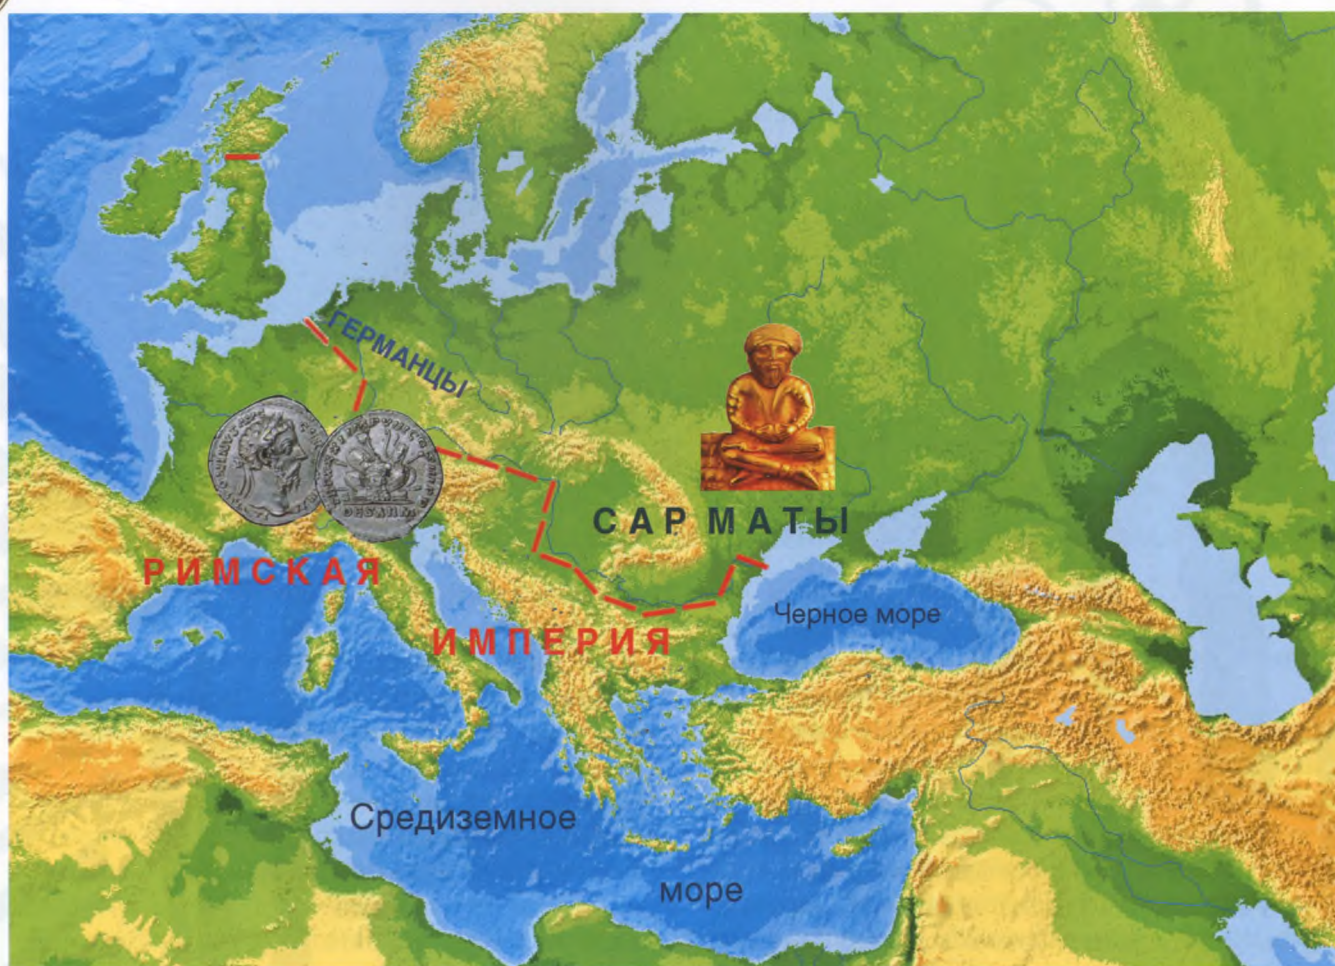 ГЕРМАНЦЫ
САРМАТЫ
РИМСКАЯ
ИМПЕРИЯ
Черное море
Средиземное
море